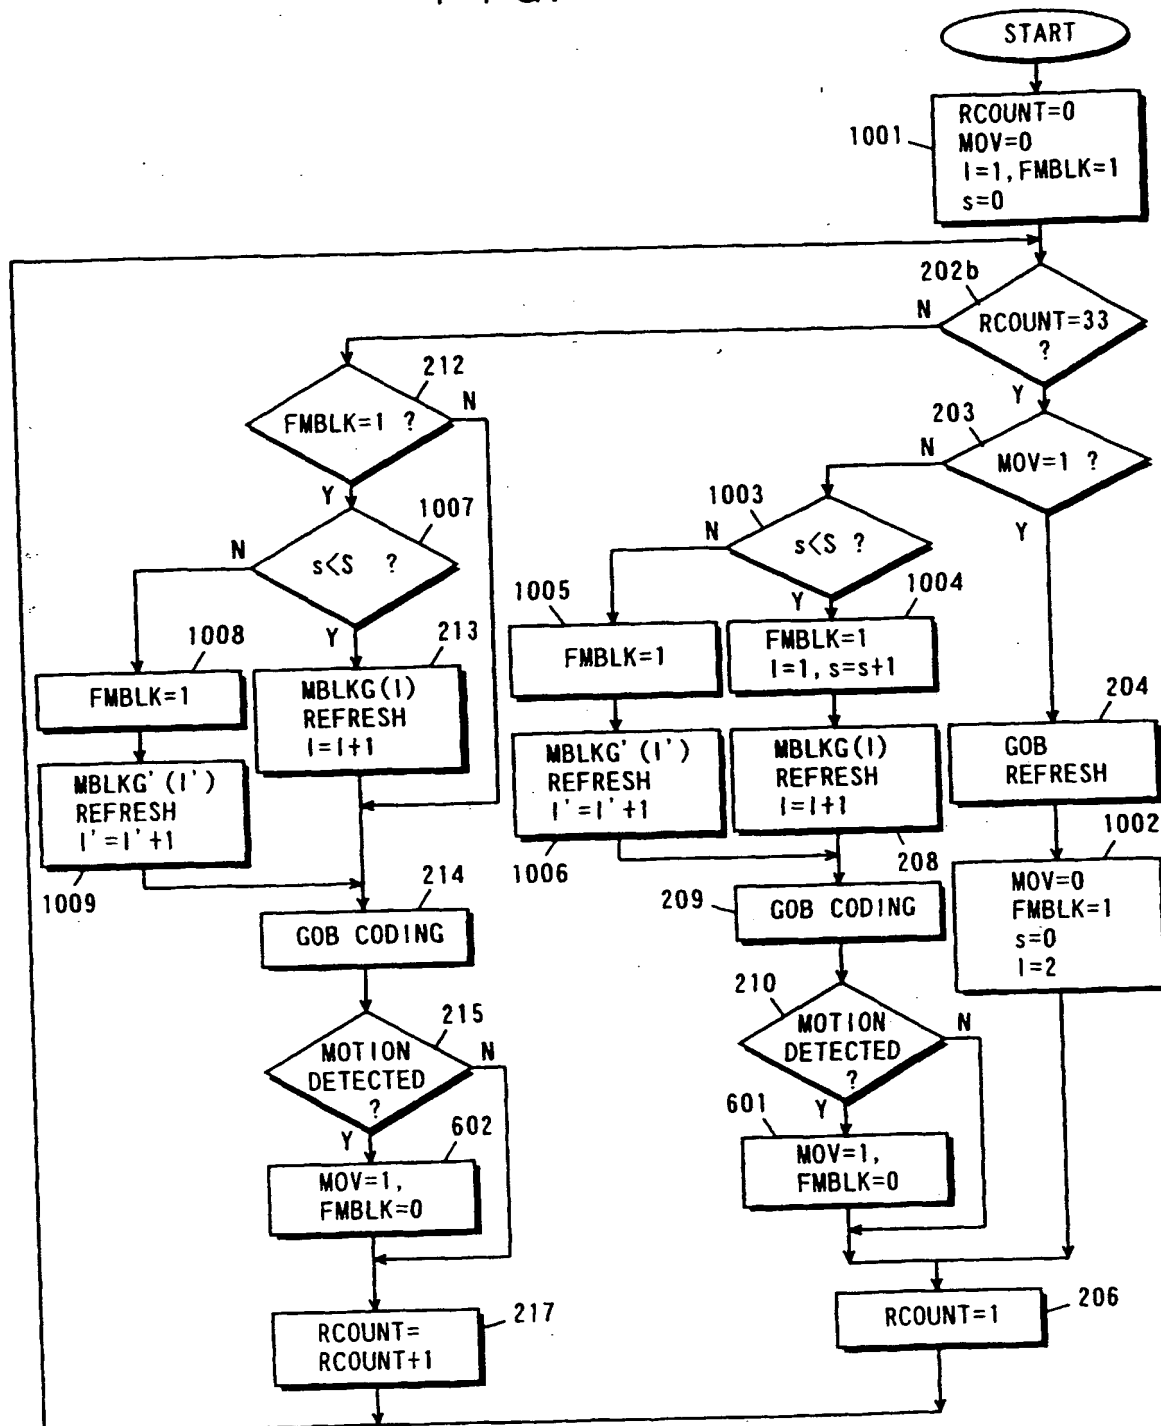 START
1001
RCOUNT=0
MOV=0
I=1, FMBLK=1
s=0
202b
N
RCOUNT=33
?
Y
212
N
FMBLK=1 ?
Y
203
N
MOV=1 ?
Y
1007
N
s<S ?
Y
1003
N
s<S ?
Y
1008
FMBLK=1
213
MBLKG(I)
REFRESH
I=I+1
1005
FMBLK=1
1004
FMBLK=1
I=1, s=s+1
204
GOB
REFRESH
MBLKG'(I')
REFRESH
I'=I'+1
1009
MBLKG'(I')
REFRESH
I'=I'+1
1006
MBLKG(I)
REFRESH
I=I+1
208
1002
MOV=0
FMBLK=1
s=0
I=2
214
GOB CODING
209
GOB CODING
215
MOTION
DETECTED
?
N
Y
210
MOTION
DETECTED
?
N
Y
602
MOV=1,
FMBLK=0
601
MOV=1,
FMBLK=0
217
RCOUNT=
RCOUNT+1
206
RCOUNT=1